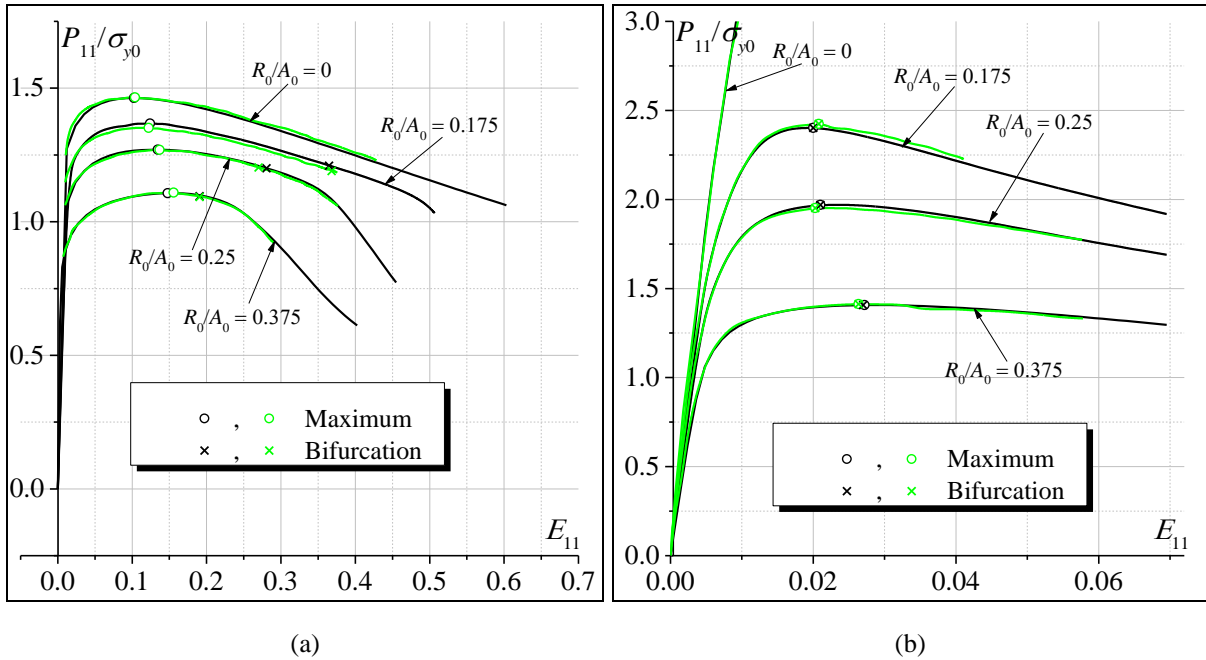 P₁₁/σ_y0
R₀/A₀ = 0
R₀/A₀ = 0.175
R₀/A₀ = 0.25
R₀/A₀ = 0.375
1.5
1.0
0.5
0.0
○ , ○ Maximum
× , × Bifurcation
E₁₁
0.0 0.1 0.2 0.3 0.4 0.5 0.6 0.7
(a)
P₁₁/σ_y0
R₀/A₀ = 0
R₀/A₀ = 0.175
R₀/A₀ = 0.25
R₀/A₀ = 0.375
3.0
2.5
2.0
1.5
1.0
0.5
0.0
○ , ○ Maximum
× , × Bifurcation
E₁₁
0.00 0.02 0.04 0.06
(b)